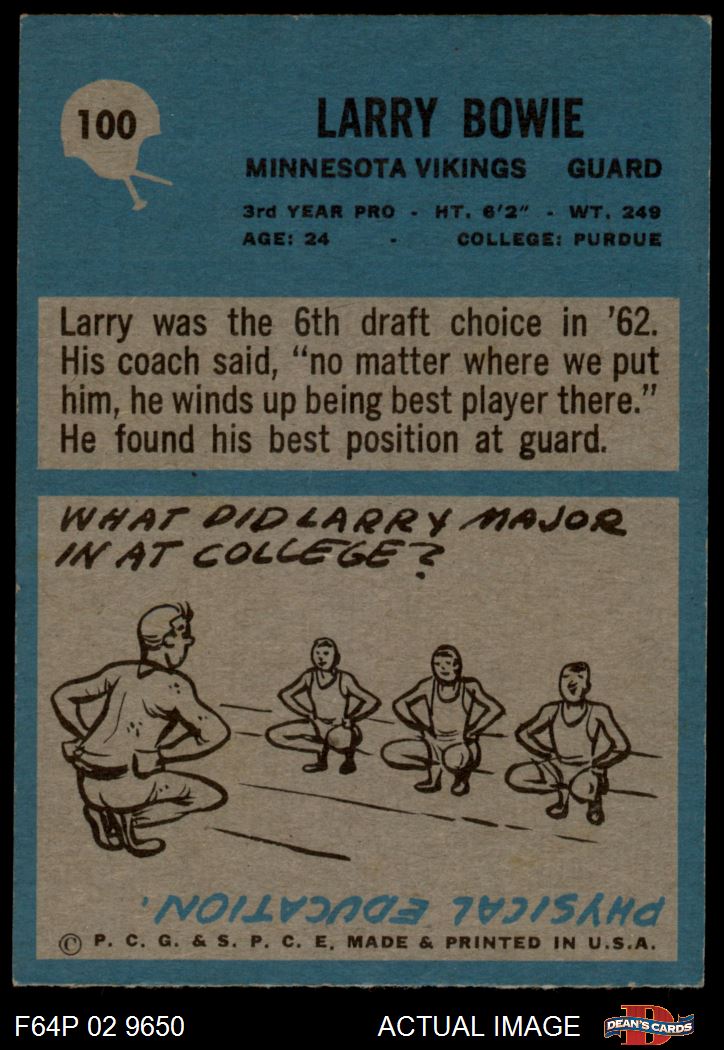 100
LARRY BOWIE
MINNESOTA VIKINGS GUARD
3rd YEAR PRO - HT. 6'2" - WT. 249
AGE: 24 - COLLEGE: PURDUE
Larry was the 6th draft choice in '62.
His coach said, "no matter where we put
him, he winds up being best player there."
He found his best position at guard.
WHAT DID LARRY MAJOR
IN AT COLLEGE?
PHYSICAL EDUCATION.
© P. C. G. & S. P. C. E. MADE & PRINTED IN U.S.A.
F64P 02 9650 ACTUAL IMAGE DEAN'S CARDS